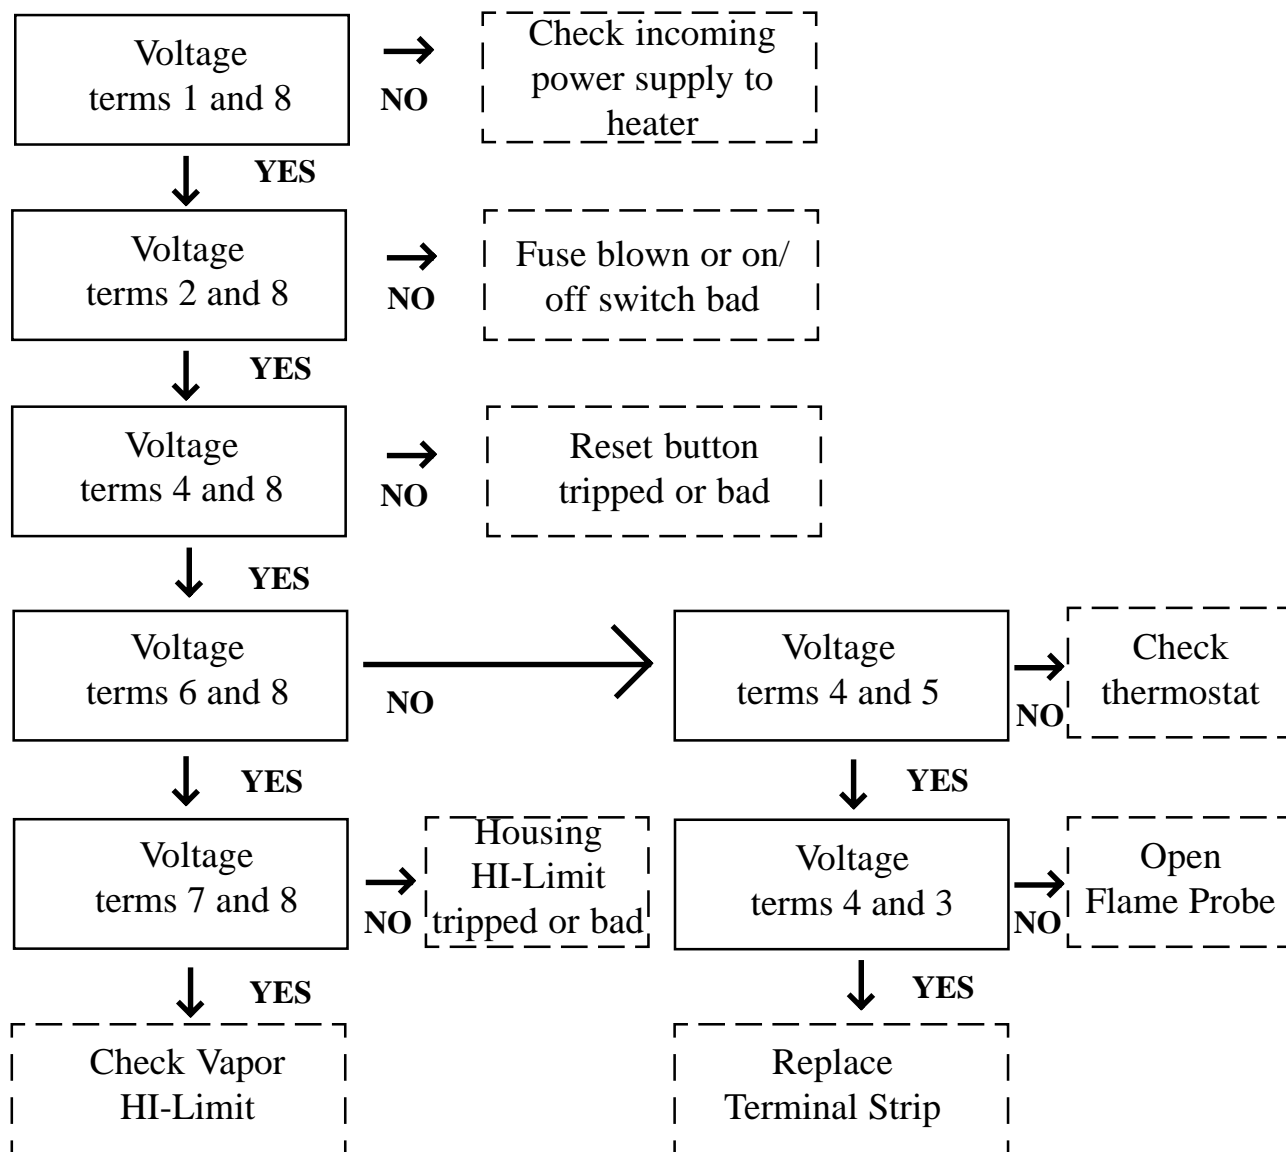 Voltage
terms 1 and 8
NO
Check incoming
power supply to
heater
YES
Voltage
terms 2 and 8
NO
Fuse blown or on/
off switch bad
YES
Voltage
terms 4 and 8
NO
Reset button
tripped or bad
YES
Voltage
terms 6 and 8
NO
Voltage
terms 4 and 5
NO
Check
thermostat
YES
YES
Voltage
terms 7 and 8
NO
Housing
HI-Limit
tripped or bad
Voltage
terms 4 and 3
NO
Open
Flame Probe
YES
YES
Check Vapor
HI-Limit
Replace
Terminal Strip